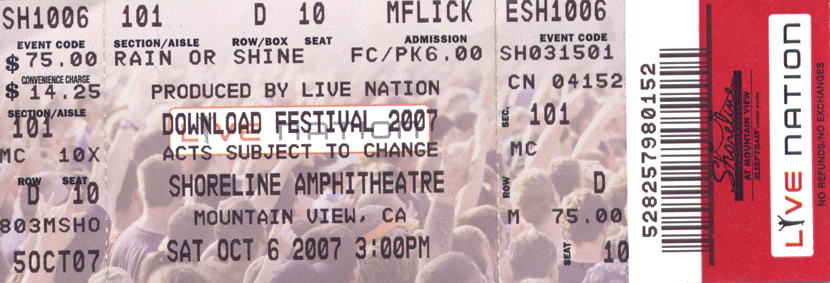 SH1006 101 D 10 MFLICK ESH1006
EVENT CODE SECTION/AISLE ROW/BOX SEAT ADMISSION EVENT CODE
$ 75.00 RAIN OR SHINE FC/PK6.00 SH031501
CONVENIENCE CHARGE
$ 14.25 PRODUCED BY LIVE NATION CN 04152
SECTION/AISLE
101 DOWNLOAD FESTIVAL 2007 SEC. 101
LIVE NATION
MC 10X ACTS SUBJECT TO CHANGE MC
ROW SEAT
D 10 SHORELINE AMPHITHEATRE ROW D
803MSHO MOUNTAIN VIEW, CA M 75.00
5OCT07 SAT OCT 6 2007 3:00PM SEAT 10
528257980152
Shoreline
AT MOUNTAIN VIEW
LIVE NATION
NO REFUNDS/NO EXCHANGES